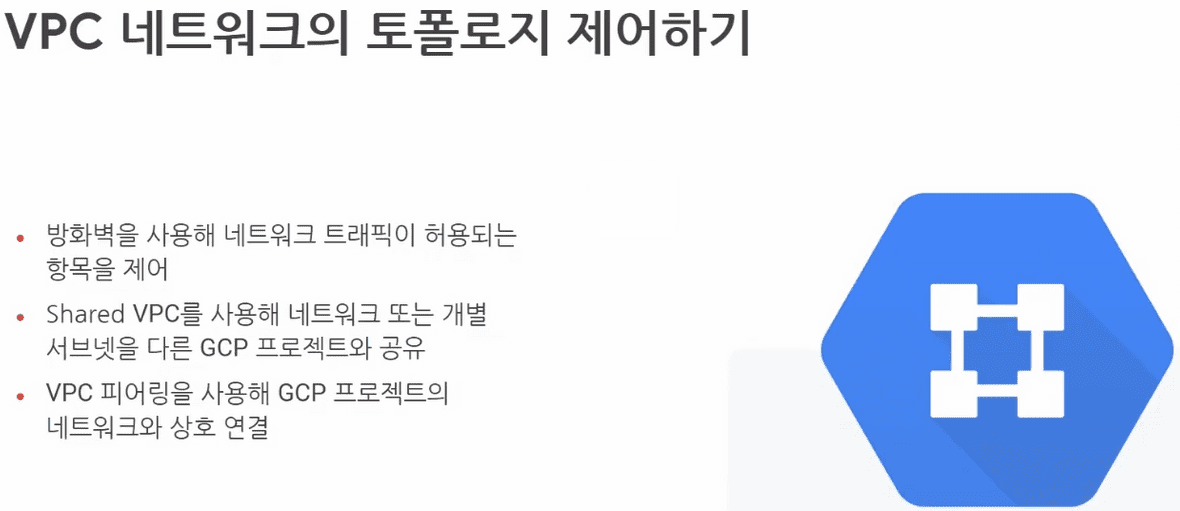 VPC 네트워크의 토폴로지 제어하기
• 방화벽을 사용해 네트워크 트래픽이 허용되는
항목을 제어
• Shared VPC를 사용해 네트워크 또는 개별
서브넷을 다른 GCP 프로젝트와 공유
• VPC 피어링을 사용해 GCP 프로젝트의
네트워크와 상호 연결